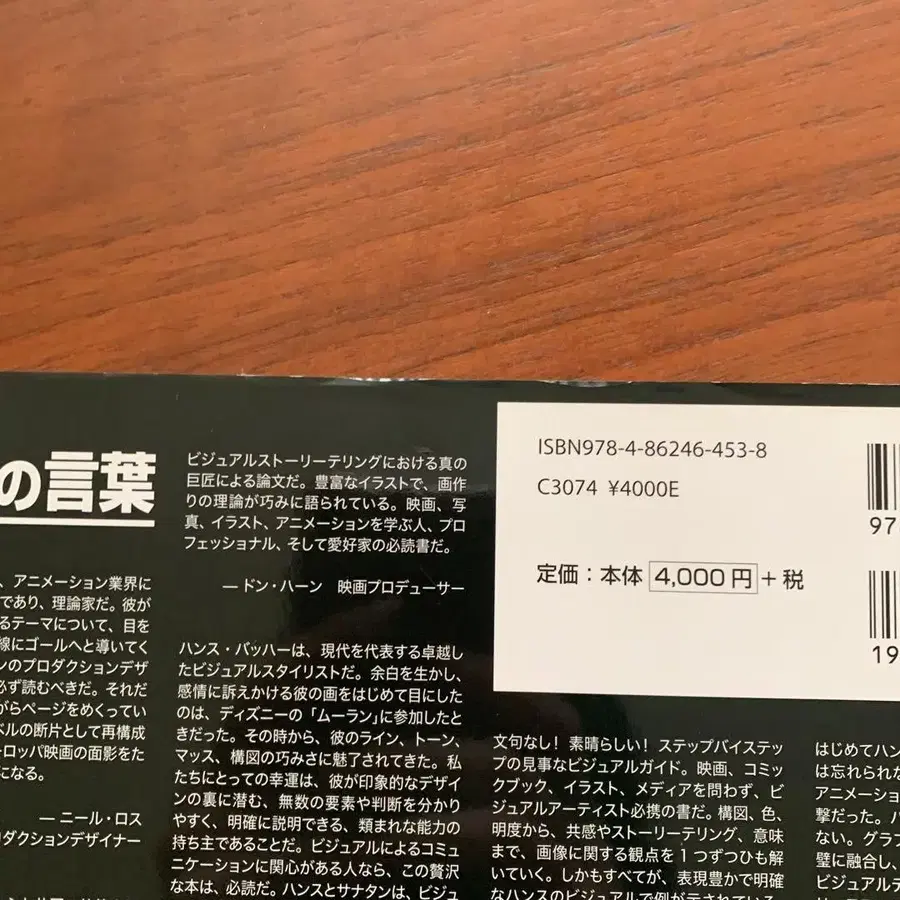 の言葉
、アニメーション業界に
であり、理論家だ。彼が
るテーマについて、目を
線にゴールへと導いてく
ンのプロダクションデザ
必ず読むべきだ。それだ
がらページをめくってい
ベルの断片として再構成
ーロッパ映画の面影をた
になる。
— ニール・ロス
ダクションデザイナー
ビジュアルストーリーテリングにおける真の
巨匠による論文だ。豊富なイラストで、画作
りの理論が巧みに語られている。映画、写
真、イラスト、アニメーションを学ぶ人、プロ
フェッショナル、そして愛好家の必読書だ。
— ドン・ハーン 映画プロデューサー
ハンス・バッハーは、現代を代表する卓越し
たビジュアルスタイリストだ。余白を生かし、
感情に訴えかける彼の画をはじめて目にした
のは、ディズニーの「ムーラン」に参加したと
きだった。その時から、彼のライン、トーン、
マッス、構図の巧みさに魅了されてきた。私
たちにとっての幸運は、彼が印象的なデザイ
ンの裏に潜む、無数の要素や判断を分かり
やすく、明確に説明できる、類まれな能力の
持ち主であることだ。ビジュアルによるコミュ
ニケーションに関心がある人なら、この贅沢
な本は、必読だ。ハンスとサナタンは、ビジュ
ISBN978-4-86246-453-8
C3074 ¥4000E
定価：本体 4,000円＋税
97
19
文句なし！ 素晴らしい！ ステップバイステッ
プの見事なビジュアルガイド。映画、コミッ
クブック、イラスト、メディアを問わず、ビ
ジュアルアーティスト必携の書だ。構図、色、
明度から、共感やストーリーテリング、意味
まで、画像に関する観点を1つずつひも解
いていく。しかもすべてが、表現豊かで明確
なハンスのビジュアルで例が示されている。
はじめてハン
は忘れられな
アニメーショ
撃だった。パ
ない。グラフ
璧に融合し、
ビジュアルデ